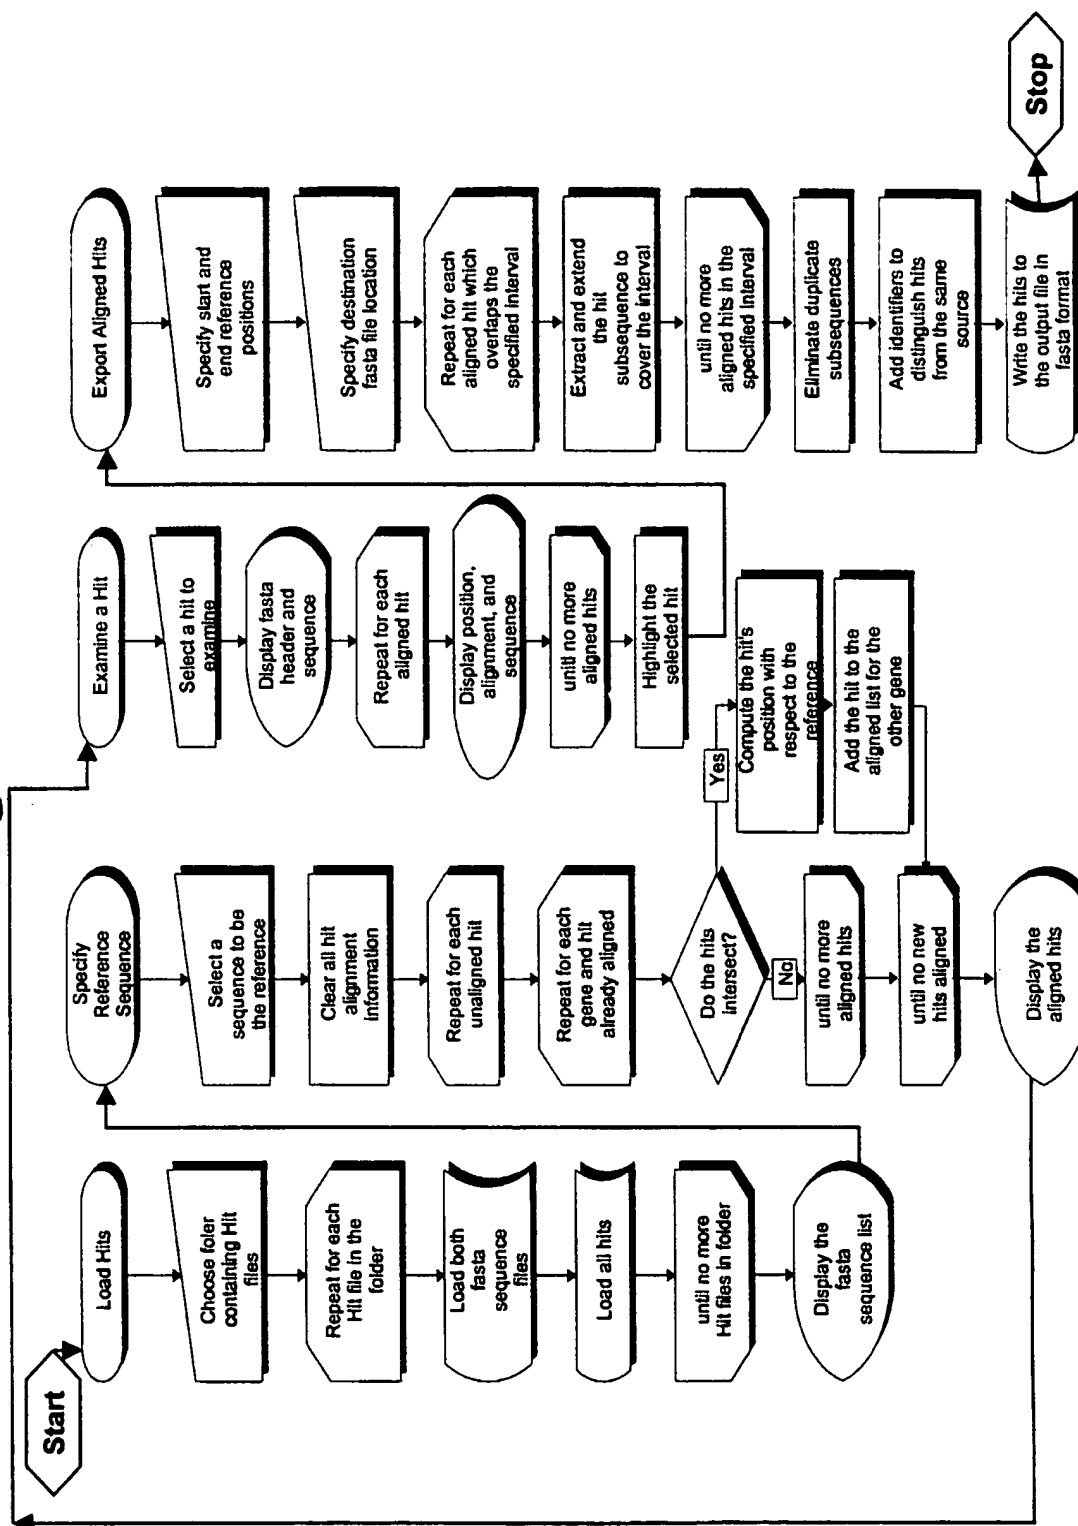 Start
Load Hits
Choose foler
containing Hit
files
Repeat for each
Hit file in the
folder
Load both
fasta
sequence
files
Load all hits
until no more
Hit files in folder
Display the
fasta
sequence list
Specify
Reference
Sequence
Select a
sequence to be
the reference
Clear all hit
alignment
information
Repeat for each
unaligned hit
Repeat for each
gene and hit
already aligned
Do the hits
intersect?
No
Yes
until no more
aligned hits
until no new
hits aligned
Display the
aligned hits
Compute the hit's
position with
respect to the
reference
Add the hit to the
aligned list for the
other gene
Examine a Hit
Select a hit to
examine
Display fasta
header and
sequence
Repeat for each
aligned hit
Display position,
alignment, and
sequence
until no more
aligned hits
Highlight the
selected hit
Export Aligned Hits
Specify start and
end reference
positions
Specify destination
fasta file location
Repeat for each
aligned hit which
overlaps the
specified interval
Extract and extend
the hit
subsequence to
cover the interval
until no more
aligned hits in the
specified interval
Eliminate duplicate
subsequences
Add identifiers to
distinguish hits
from the same
source
Write the hits to
the output file in
fasta format
Stop